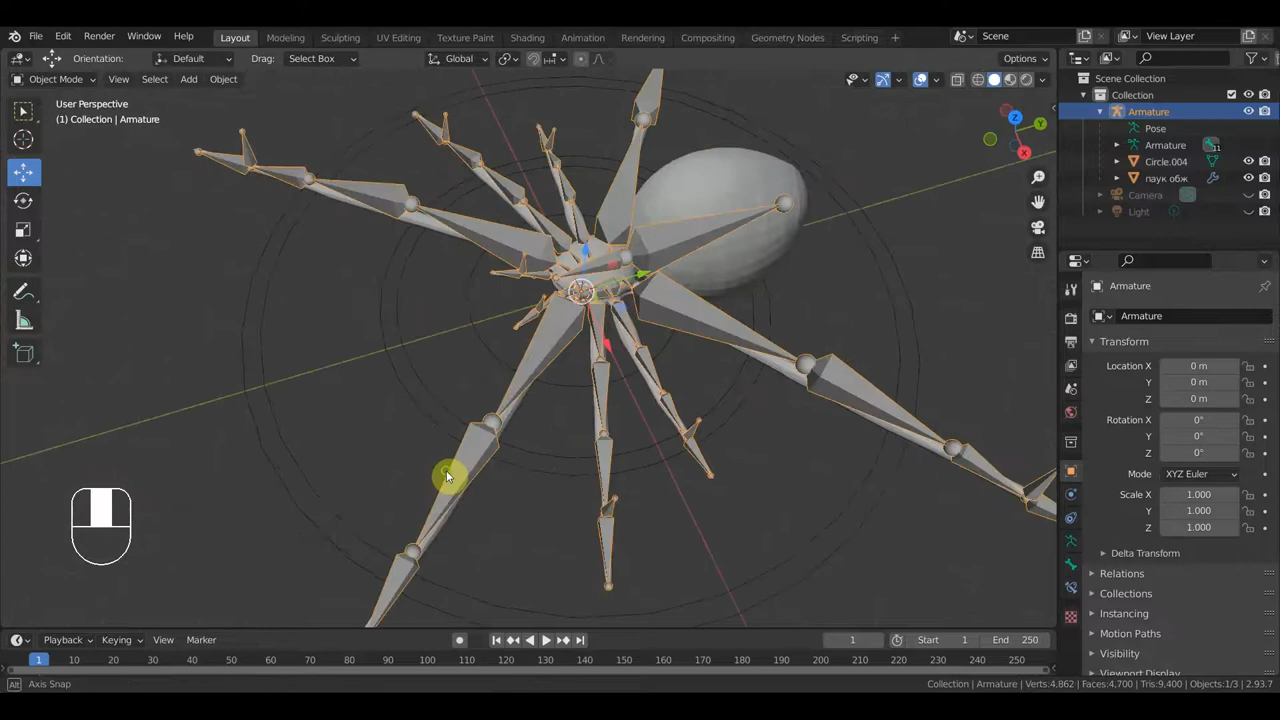 File Edit Render Window Help Layout Modeling Sculpting UV Editing Texture Paint Shading Animation Rendering Compositing Geometry Nodes Scripting + Scene View Layer
Orientation: Default Drag: Select Box Global Options
Object Mode View Select Add Object
User Perspective
(1) Collection | Armature
Z
Y
X
Scene Collection
Collection
Armature
Pose
Armature 11
Circle.004
паук обж
Camera
Light
Armature
Armature
Transform
Location X 0 m
Y 0 m
Z 0 m
Rotation X 0°
Y 0°
Z 0°
Mode XYZ Euler
Scale X 1.000
Y 1.000
Z 1.000
Delta Transform
Relations
Collections
Instancing
Motion Paths
Visibility
Viewport Display
Playback Keying View Marker 1 Start 1 End 250
1 10 20 30 40 50 60 70 80 90 100 110 120 130 140 150 160 170 180 190 200 210 220 230 240 250
Alt Axis Snap Collection | Armature | Verts:4,862 | Faces:4,700 | Tris:9,400 | Objects:1/3 | 2.93.7